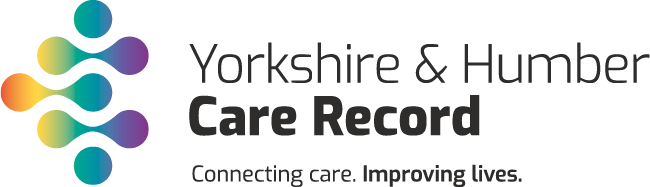 Yorkshire & Humber
Care Record
Connecting care. Improving lives.